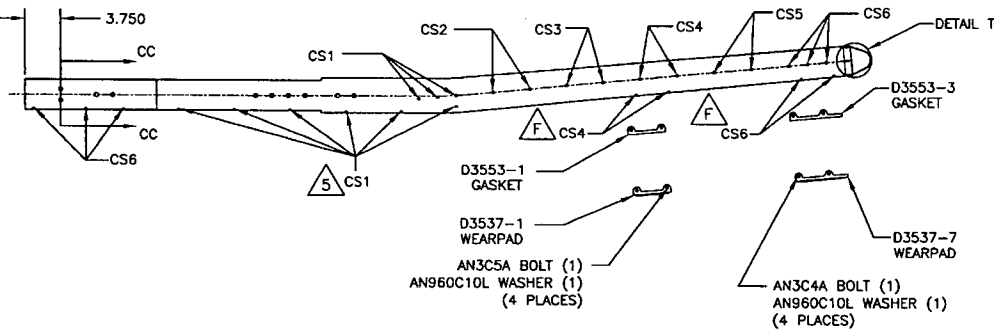 3.750
CC
CC
CS6
5
CS1
CS1
CS2
CS3
CS4
CS5
CS6
DETAIL T
F
CS4
F
CS6
D3553-3
GASKET
D3553-1
GASKET
D3537-1
WEARPAD
AN3C5A BOLT (1)
AN960C10L WASHER (1)
(4 PLACES)
D3537-7
WEARPAD
AN3C4A BOLT (1)
AN960C10L WASHER (1)
(4 PLACES)